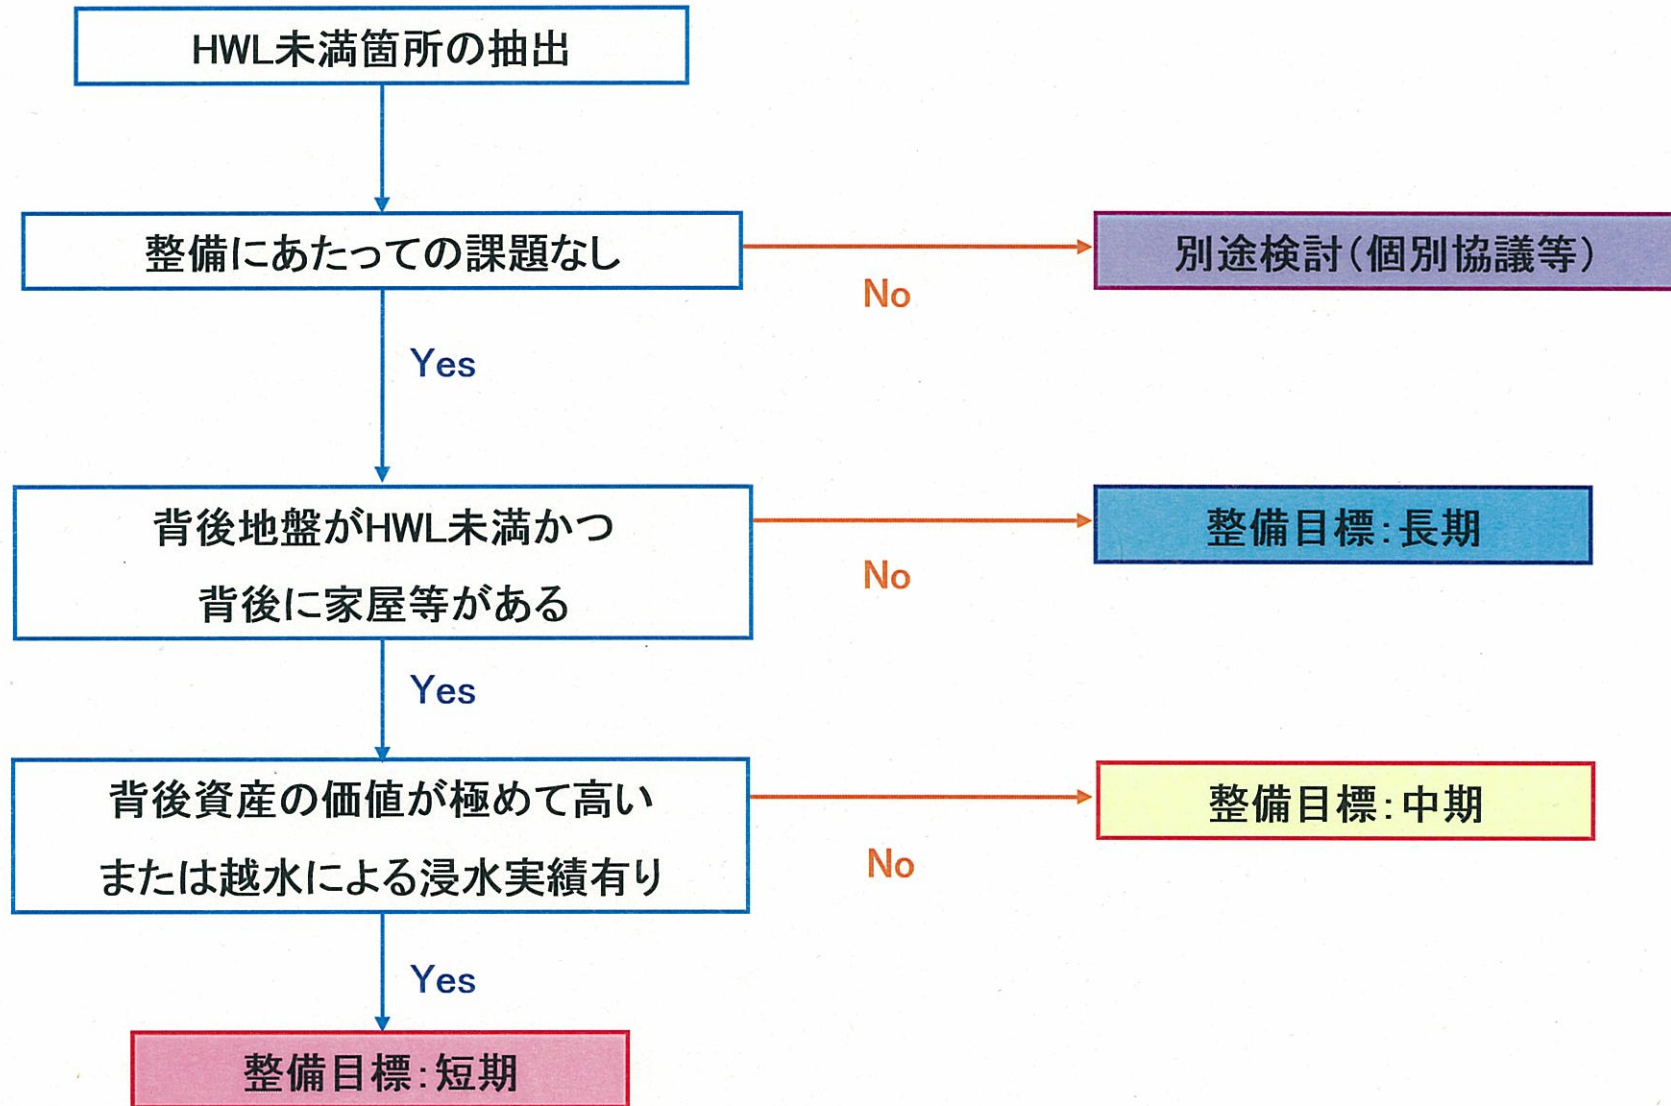 HWL未満箇所の抽出
整備にあたっての課題なし
No
別途検討(個別協議等)
Yes
背後地盤がHWL未満かつ
背後に家屋等がある
No
整備目標:長期
Yes
背後資産の価値が極めて高い
または越水による浸水実績有り
No
整備目標:中期
Yes
整備目標:短期